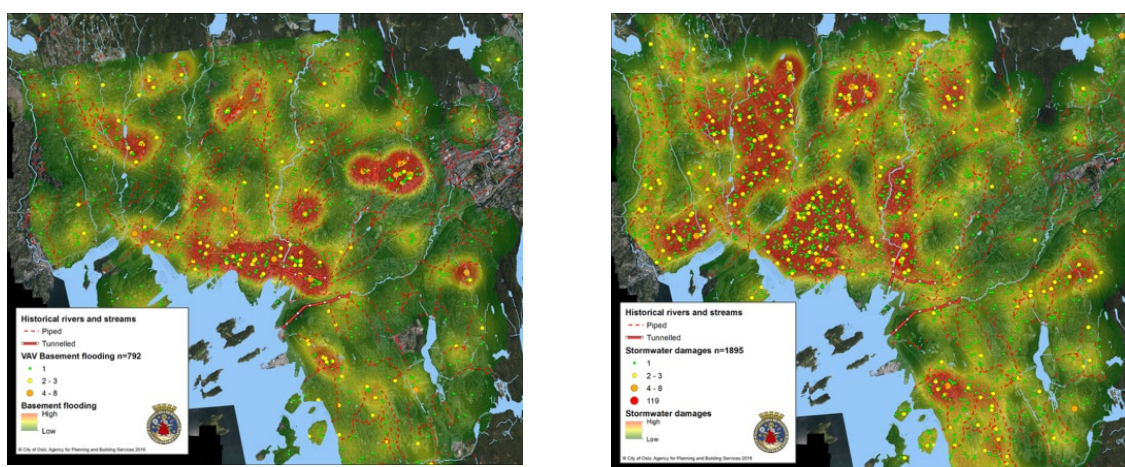 Historical rivers and streams
Piped
Tunnelled
VAV Basement flooding n=792
1
2 - 3
4 - 8
Basement flooding
High
Low
© City of Oslo, Agency for Planning and Building Services 2016
Historical rivers and streams
Piped
Tunnelled
Stormwater damages n=1895
1
2 - 3
4 - 8
119
Stormwater damages
High
Low
© City of Oslo, Agency for Planning and Building Services 2016